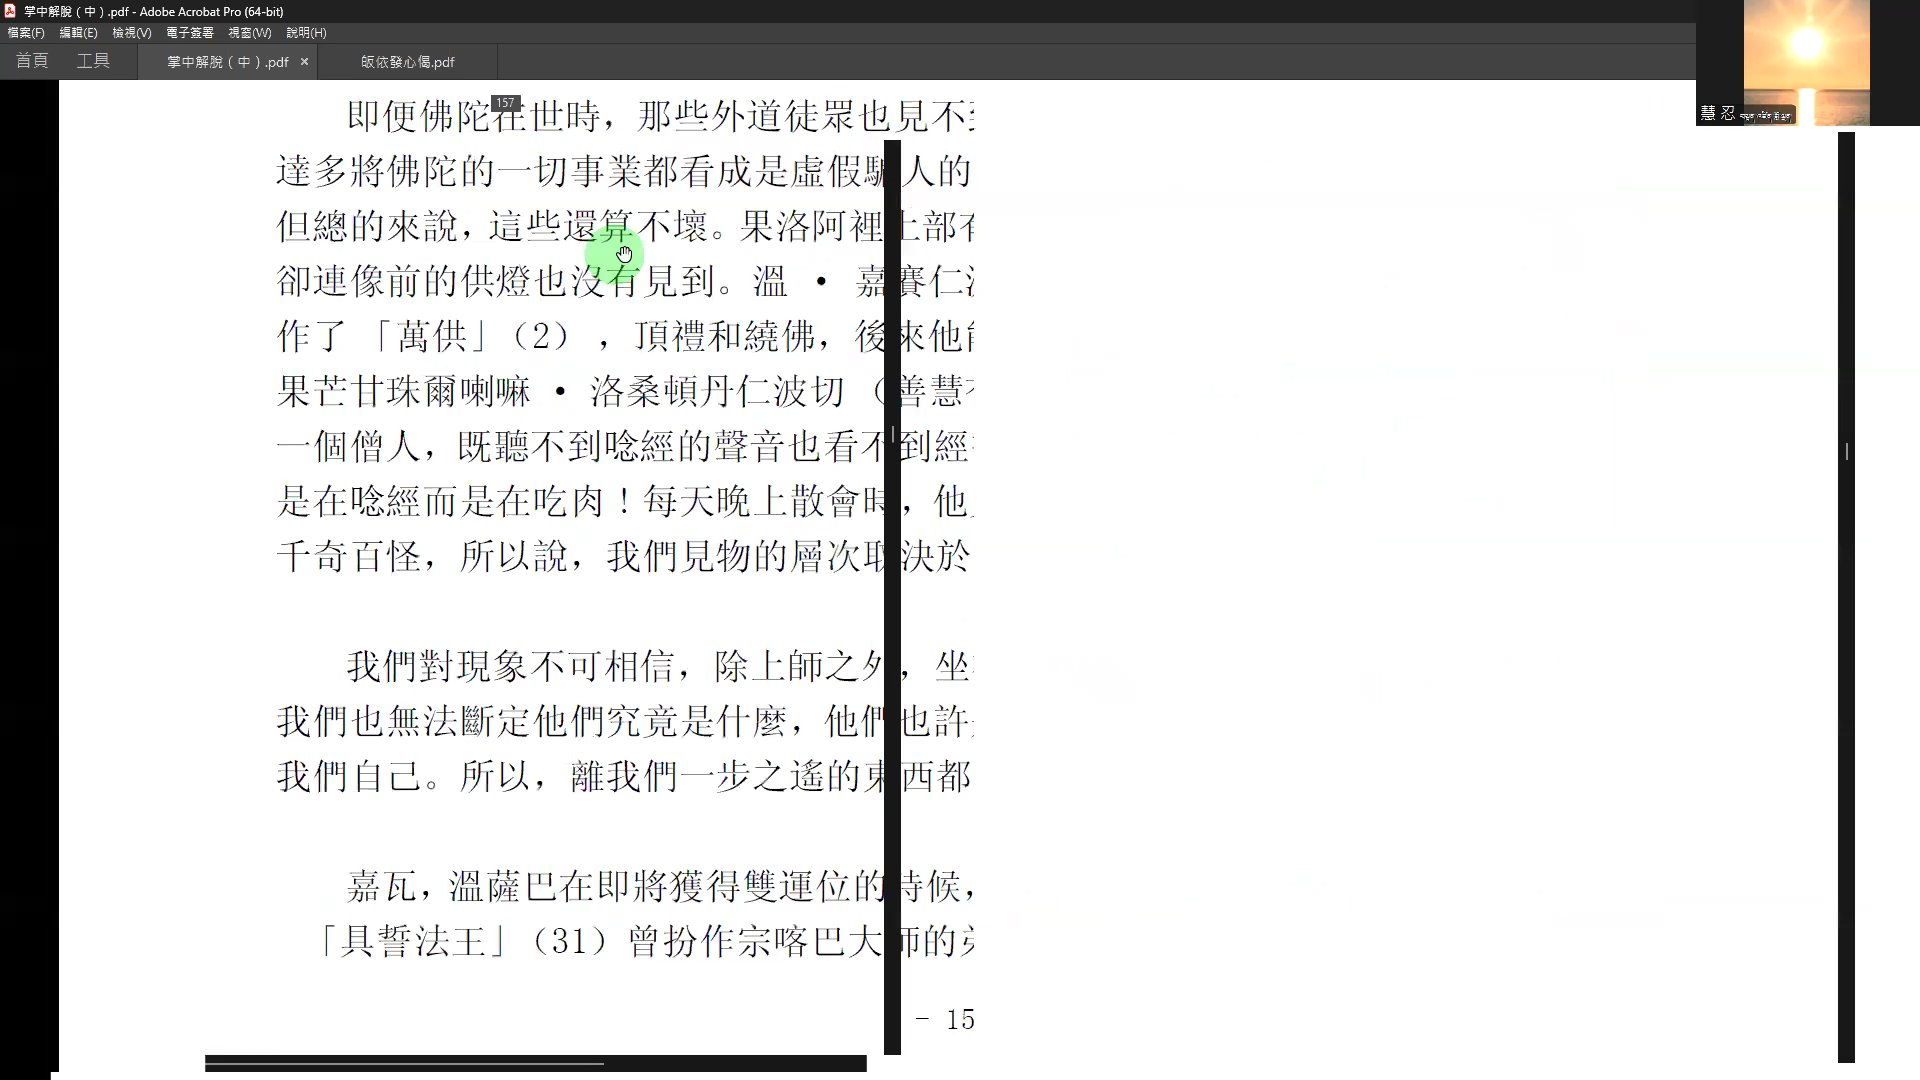 掌中解脫（中）.pdf - Adobe Acrobat Pro (64-bit)
檔案(F) 編輯(E) 檢視(V) 電子簽署 視窗(W) 說明(H)
首頁 工具 掌中解脫（中）.pdf × 皈依發心偈.pdf
慧 忍
157
即便佛陀在世時，那些外道徒眾也見不
達多將佛陀的一切事業都看成是虛假騙人的
但總的來說，這些還算不壞。果洛阿裡上部
卻連像前的供燈也沒有見到。溫 • 嘉賽仁
作了 「萬供」（2） ，頂禮和繞佛，後來他
果芒甘珠爾喇嘛 • 洛桑頓丹仁波切 （善慧
一個僧人，既聽不到唸經的聲音也看不到經
是在唸經而是在吃肉！每天晚上散會時，他
千奇百怪，所以說，我們見物的層次取決於
我們對現象不可相信，除上師之外，坐
我們也無法斷定他們究竟是什麼，他們也許
我們自己。所以，離我們一步之遙的東西都
嘉瓦，溫薩巴在即將獲得雙運位的時候，
「具誓法王」（31）曾扮作宗喀巴大師的
- 15